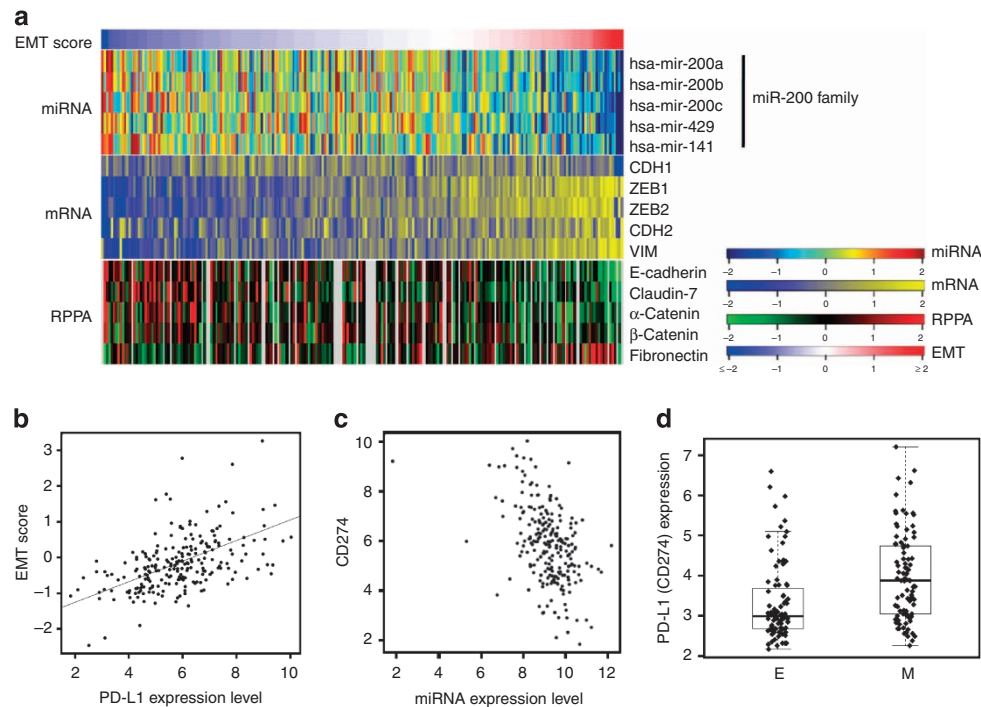 a
EMT score
miRNA
mRNA
RPPA
hsa-mir-200a
hsa-mir-200b
hsa-mir-200c
hsa-mir-429
hsa-mir-141
miR-200 family
CDH1
ZEB1
ZEB2
CDH2
VIM
E-cadherin
Claudin-7
α-Catenin
β-Catenin
Fibronectin
miRNA
−2 −1 0 1 2
mRNA
−2 −1 0 1 2
RPPA
−2 −1 0 1 2
EMT
≤−2 −1 0 1 ≥2
b
EMT score
3
2
1
0
−1
−2
2 4 6 8 10
PD-L1 expression level
c
CD274
10
8
6
4
2
2 4 6 8 10 12
miRNA expression level
d
PD-L1 (CD274) expression
7
6
5
4
3
2
E M